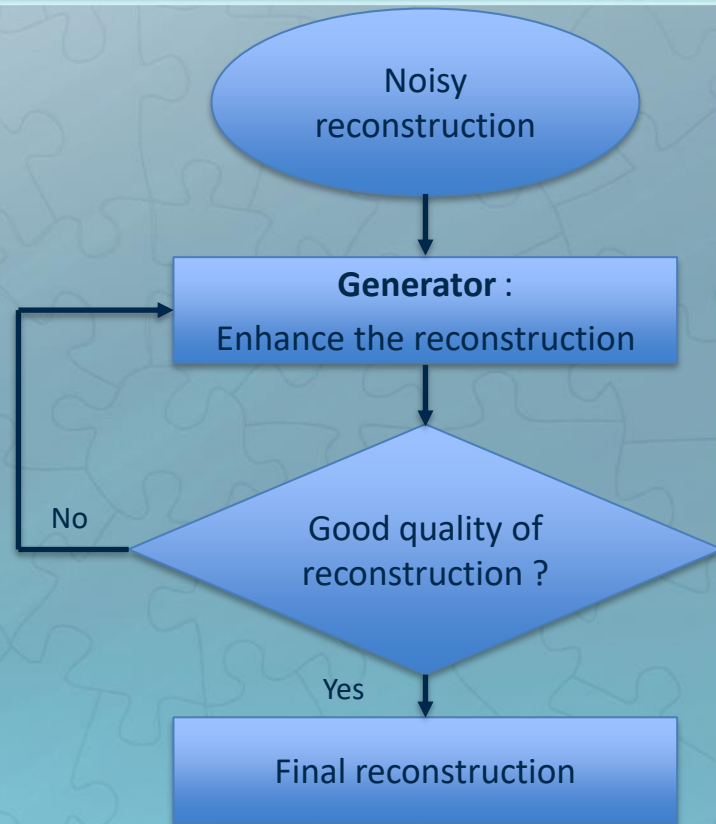 Noisy
reconstruction
Generator :
Enhance the reconstruction
Good quality of
reconstruction ?
No
Yes
Final reconstruction